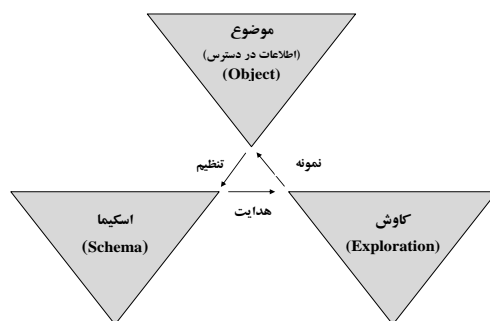 موضوع
(اطلاعات در دسترس)
(Object)
تنظیم
نمونه
اسکیما
(Schema)
هدایت
کاوش
(Exploration)